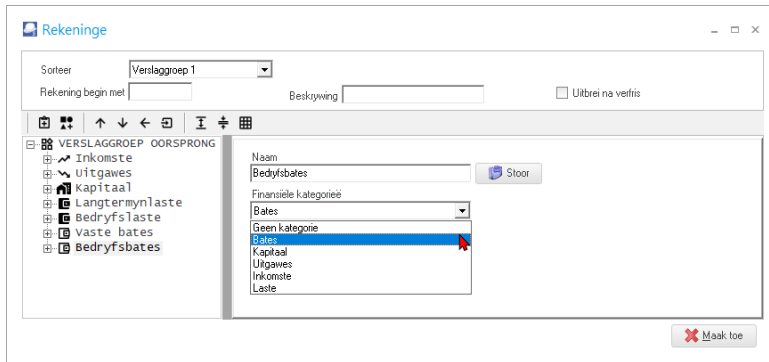 Rekeninge
Sorteer Verslaggroep 1
Rekening begin met Beskrywing Uitbrei na verfris
VERSLAGGROEP OORSPRONG
Inkomste
Uitgawes
Kapitaal
Langtermynlaste
Bedryfslaste
Vaste bates
Bedryfsbates
Naam
Bedryfsbates Stoor
Finansiële kategorieë
Bates
Geen kategorie
Bates
Kapitaal
Uitgawes
Inkomste
Laste
Maak toe